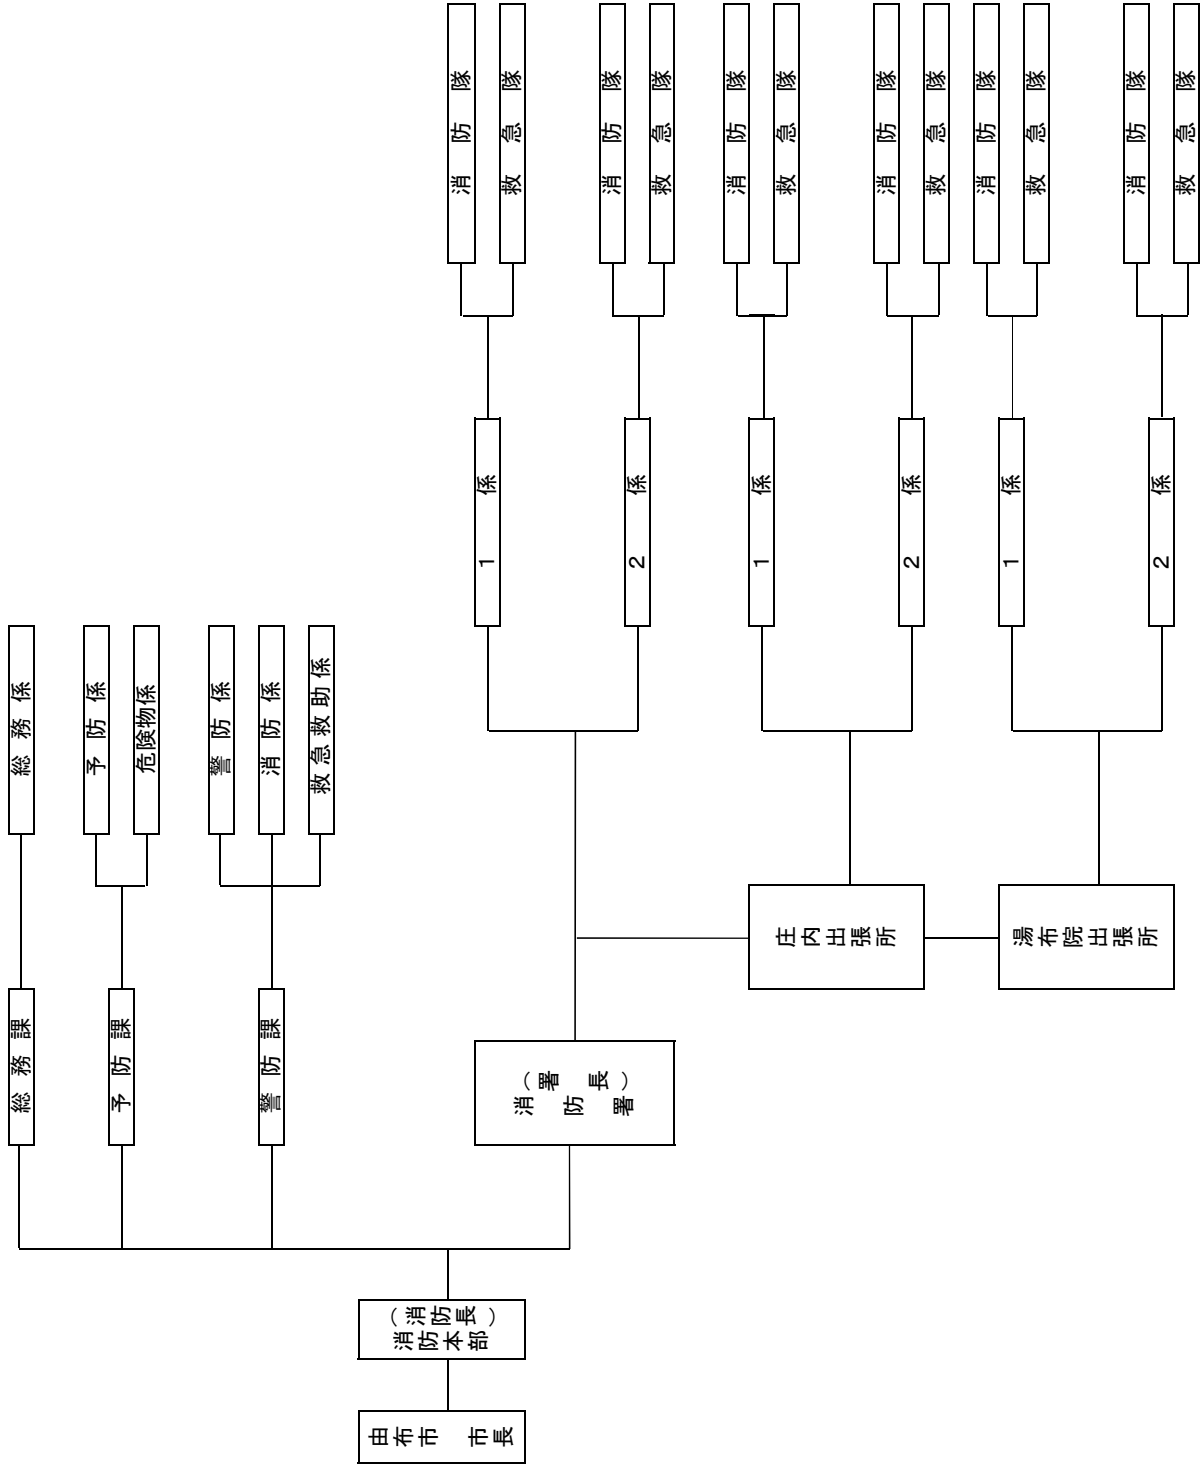 由布市 市長
消防本部
（消防長）
総務課
総務係
予防課
予防係
危険物係
警防課
警防係
消防係
救急救助係
消防署
（署長）
1係
消防隊
救急隊
2係
消防隊
救急隊
庄内出張所
1係
消防隊
救急隊
2係
消防隊
救急隊
湯布院出張所
1係
消防隊
救急隊
2係
消防隊
救急隊